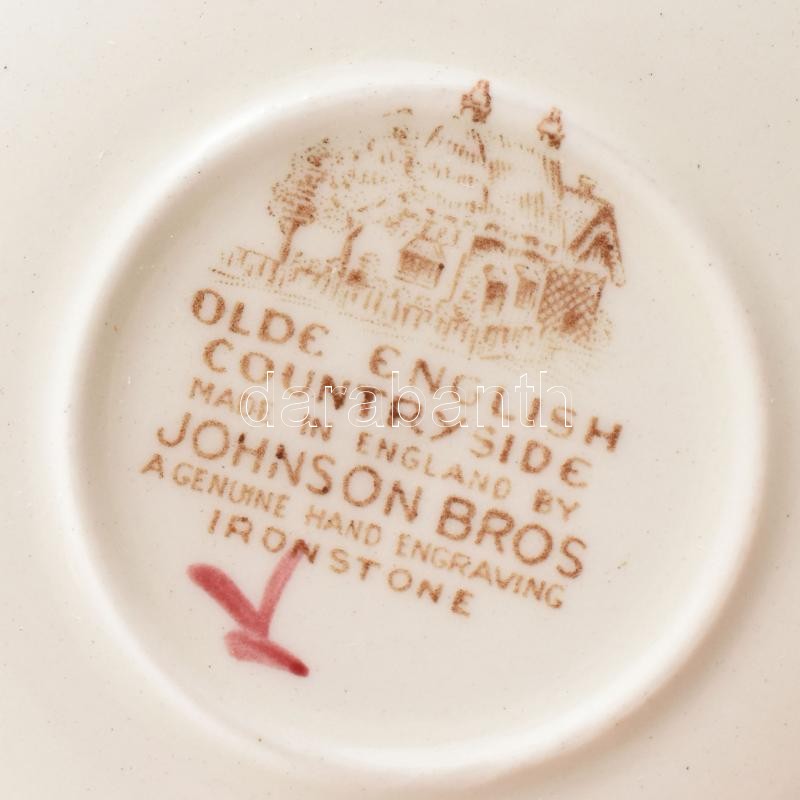 OLDE ENGLISH
COUNTRYSIDE
MADE IN ENGLAND BY
JOHNSON BROS
A GENUINE HAND ENGRAVING
IRONSTONE
darabanth